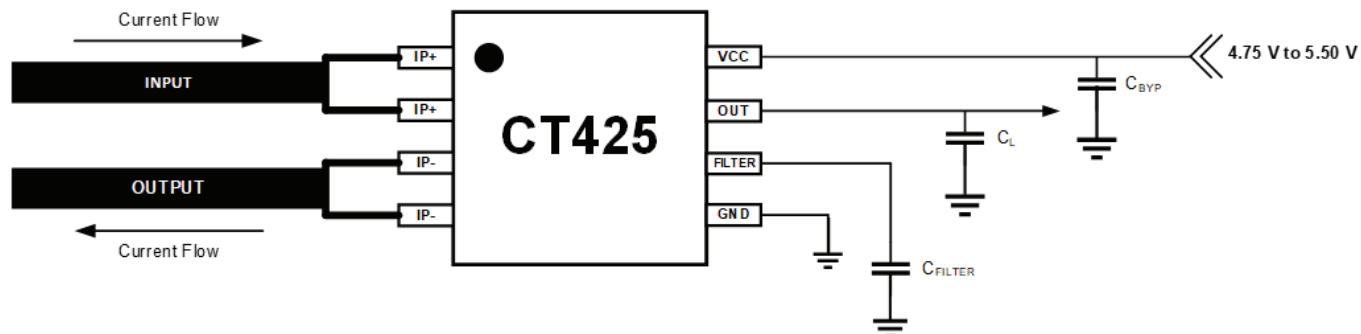 Current Flow
INPUT
OUTPUT
Current Flow
IP+
IP+
IP-
IP-
CT425
VCC
OUT
FILTER
GND
4.75 V to 5.50 V
CBYP
CL
CFILTER